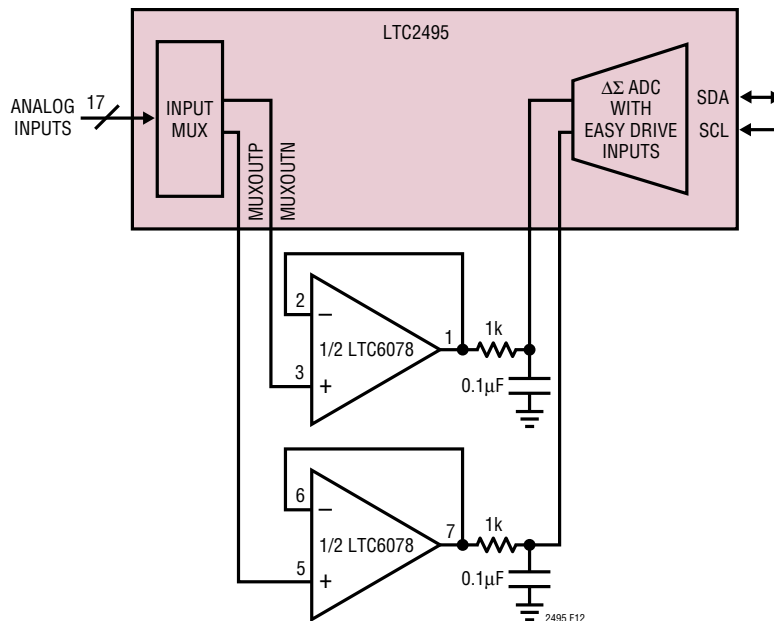 LTC2495
ANALOG
INPUTS
17
INPUT
MUX
MUXOUTP
MUXOUTN
ΔΣ ADC
WITH
EASY DRIVE
INPUTS
SDA
SCL
2
–
1/2 LTC6078
3
+
1
1k
0.1µF
6
–
1/2 LTC6078
5
+
7
1k
0.1µF
2495 F12